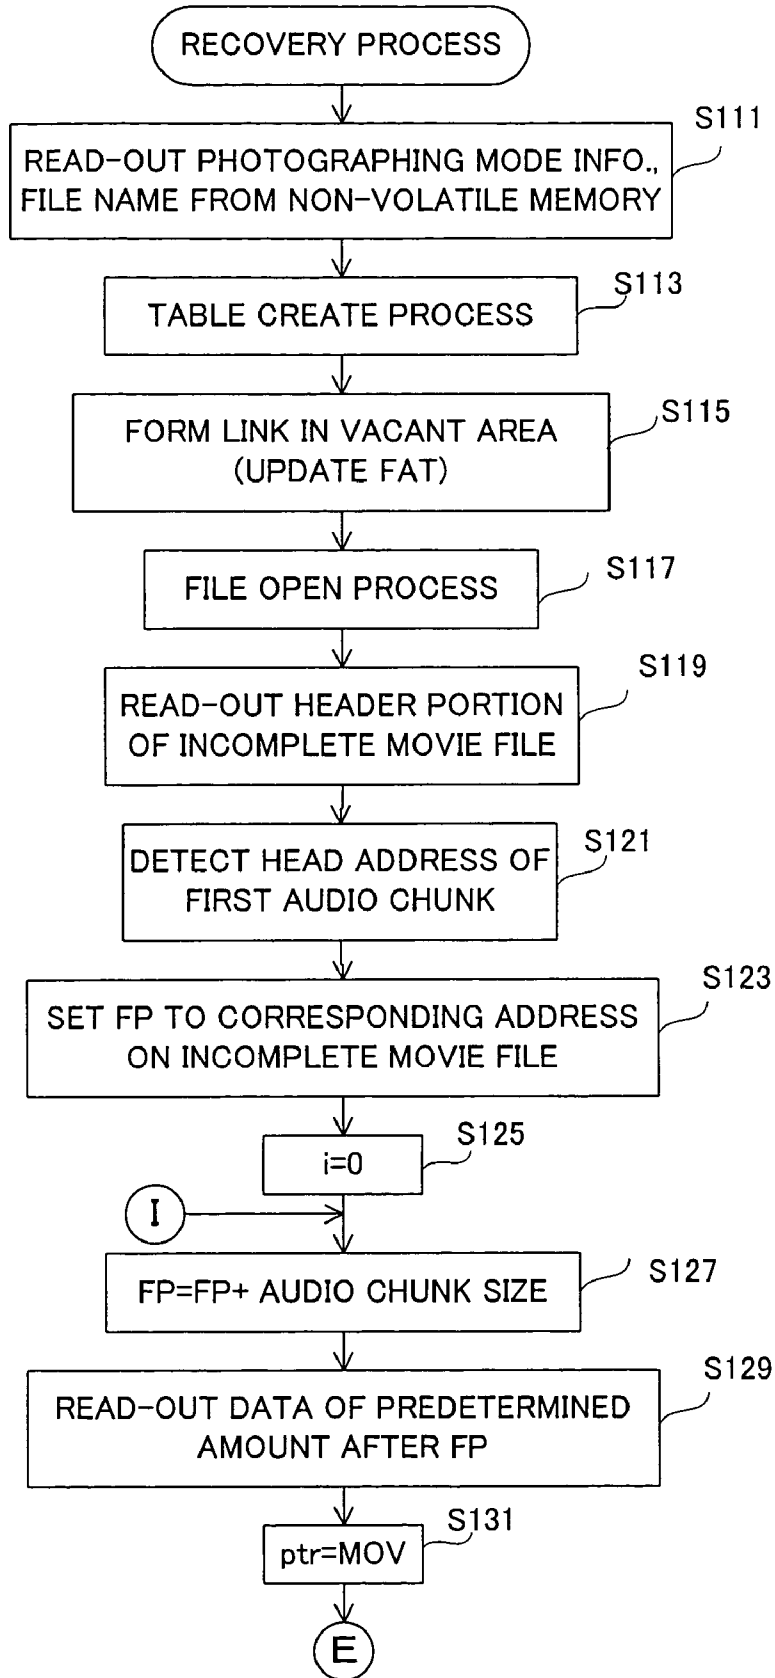 RECOVERY PROCESS
S111
READ-OUT PHOTOGRAPHING MODE INFO.,
FILE NAME FROM NON-VOLATILE MEMORY
S113
TABLE CREATE PROCESS
S115
FORM LINK IN VACANT AREA
(UPDATE FAT)
S117
FILE OPEN PROCESS
S119
READ-OUT HEADER PORTION
OF INCOMPLETE MOVIE FILE
S121
DETECT HEAD ADDRESS OF
FIRST AUDIO CHUNK
S123
SET FP TO CORRESPONDING ADDRESS
ON INCOMPLETE MOVIE FILE
S125
i=0
I
S127
FP=FP+ AUDIO CHUNK SIZE
S129
READ-OUT DATA OF PREDETERMINED
AMOUNT AFTER FP
S131
ptr=MOV
E